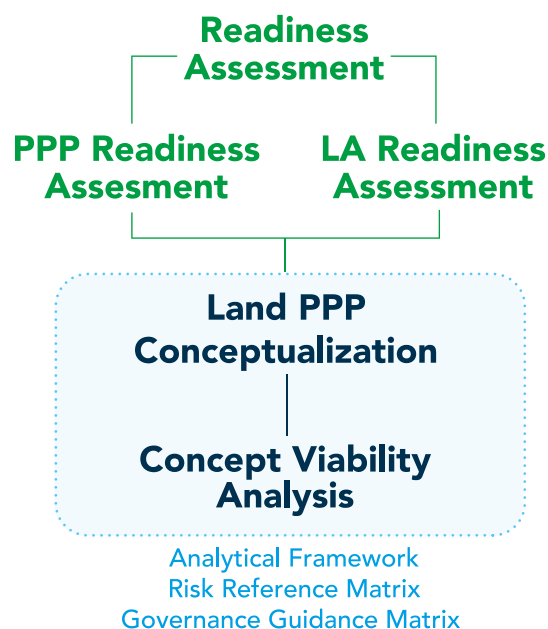 Readiness
Assessment
PPP Readiness
Assesment
LA Readiness
Assessment
Land PPP
Conceptualization
Concept Viability
Analysis
Analytical Framework
Risk Reference Matrix
Governance Guidance Matrix